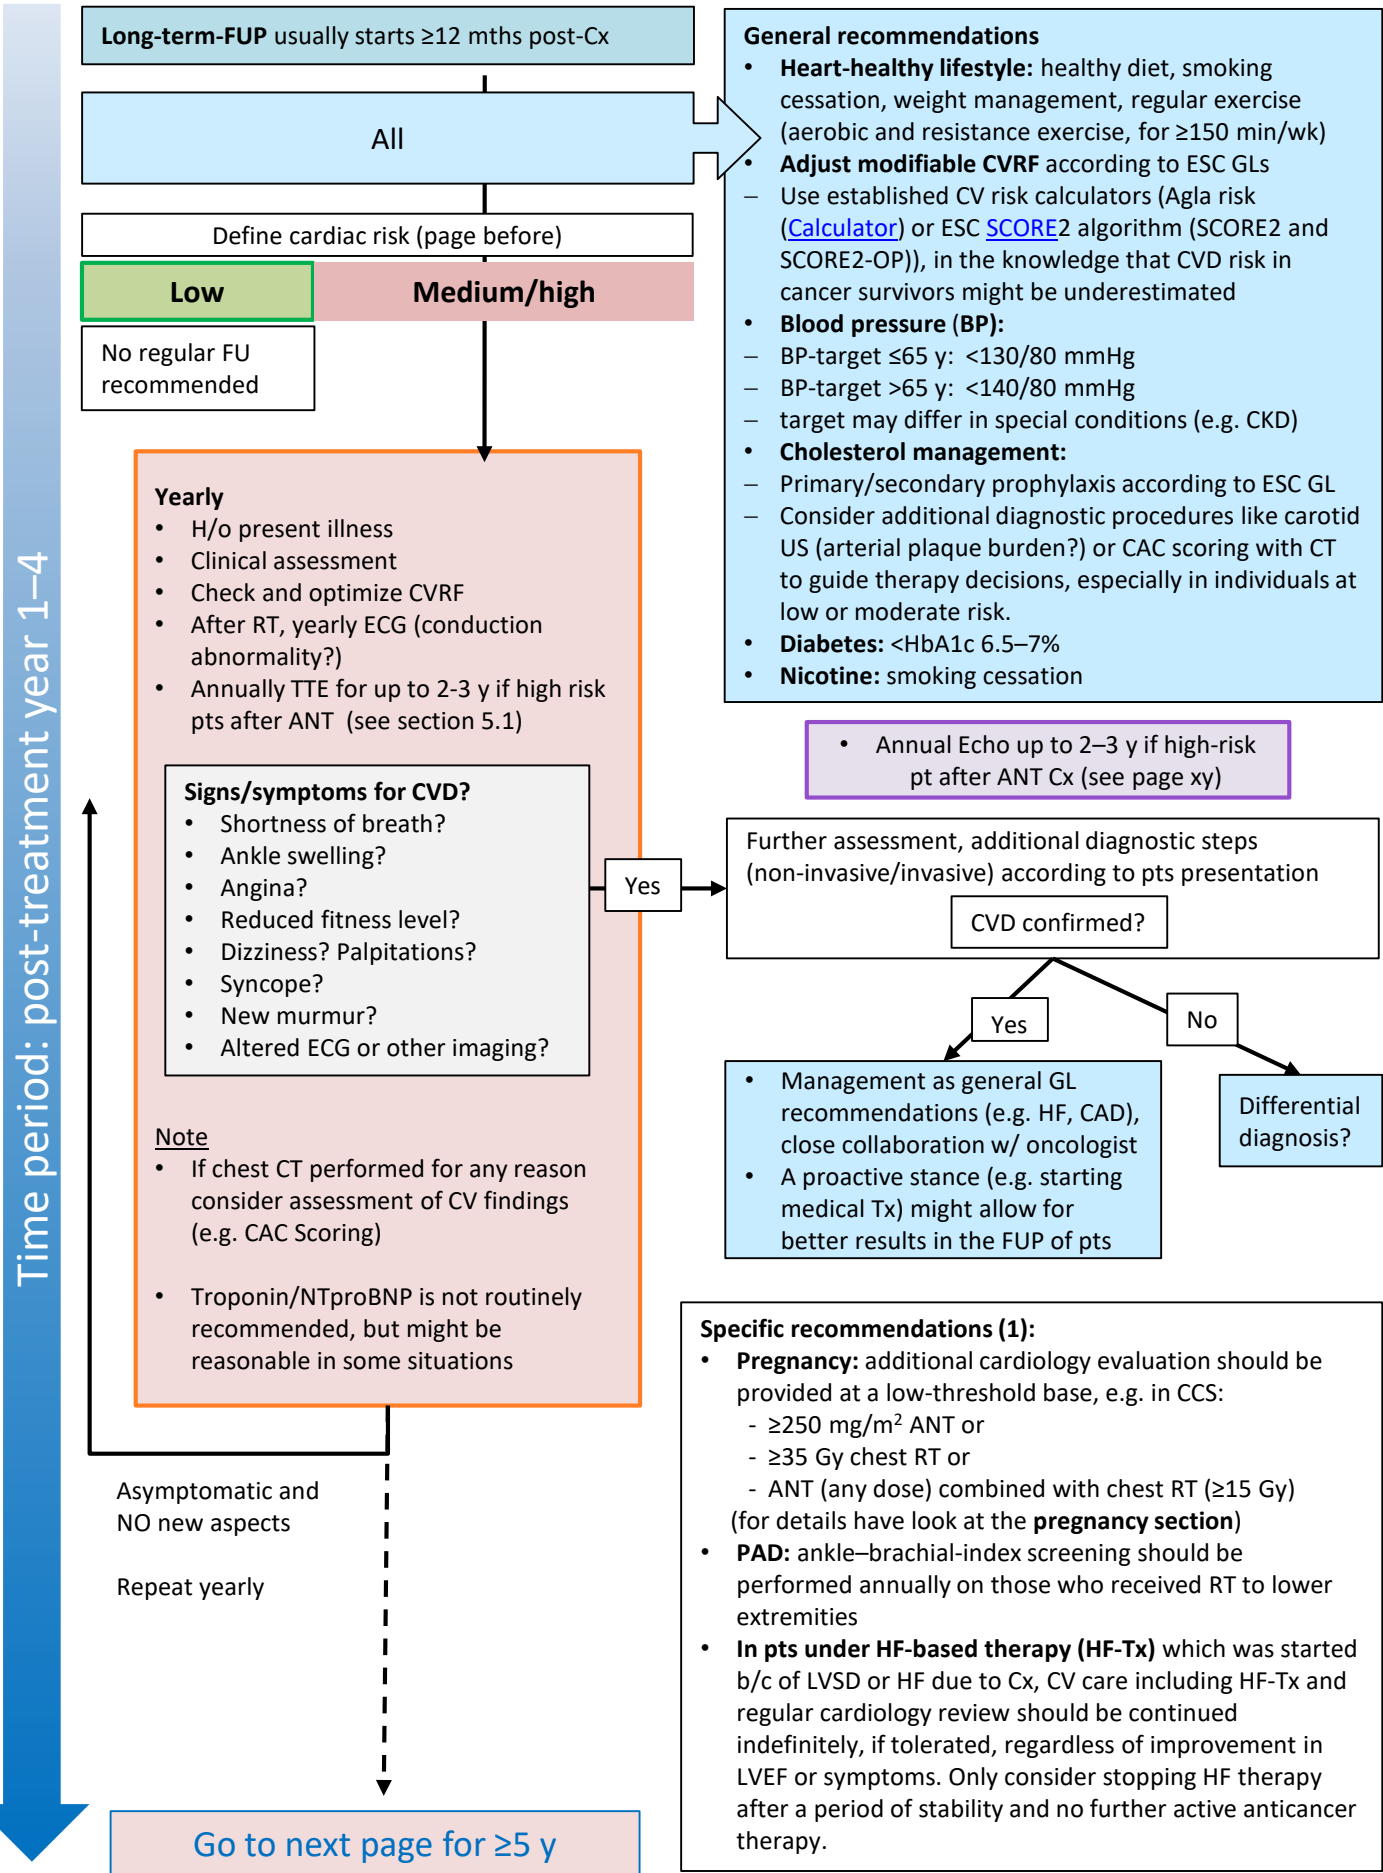 Time period: post-treatment year 1–4
Long-term-FUP usually starts ≥12 mths post-Cx
All
Define cardiac risk (page before)
Low
Medium/high
No regular FU
recommended
General recommendations
• Heart-healthy lifestyle: healthy diet, smoking
cessation, weight management, regular exercise
(aerobic and resistance exercise, for ≥150 min/wk)
• Adjust modifiable CVRF according to ESC GLs
– Use established CV risk calculators (Agla risk
(Calculator) or ESC SCORE2 algorithm (SCORE2 and
SCORE2-OP)), in the knowledge that CVD risk in
cancer survivors might be underestimated
• Blood pressure (BP):
– BP-target ≤65 y: <130/80 mmHg
– BP-target >65 y: <140/80 mmHg
– target may differ in special conditions (e.g. CKD)
• Cholesterol management:
– Primary/secondary prophylaxis according to ESC GL
– Consider additional diagnostic procedures like carotid
US (arterial plaque burden?) or CAC scoring with CT
to guide therapy decisions, especially in individuals at
low or moderate risk.
• Diabetes: <HbA1c 6.5–7%
• Nicotine: smoking cessation
• Annual Echo up to 2–3 y if high-risk
pt after ANT Cx (see page xy)
Yearly
• H/o present illness
• Clinical assessment
• Check and optimize CVRF
• After RT, yearly ECG (conduction
abnormality?)
• Annually TTE for up to 2-3 y if high risk
pts after ANT (see section 5.1)
Signs/symptoms for CVD?
• Shortness of breath?
• Ankle swelling?
• Angina?
• Reduced fitness level?
• Dizziness? Palpitations?
• Syncope?
• New murmur?
• Altered ECG or other imaging?
Yes
Further assessment, additional diagnostic steps
(non-invasive/invasive) according to pts presentation
CVD confirmed?
Yes
No
• Management as general GL
recommendations (e.g. HF, CAD),
close collaboration w/ oncologist
• A proactive stance (e.g. starting
medical Tx) might allow for
better results in the FUP of pts
Differential
diagnosis?
Note
• If chest CT performed for any reason
consider assessment of CV findings
(e.g. CAC Scoring)
• Troponin/NTproBNP is not routinely
recommended, but might be
reasonable in some situations
Asymptomatic and
NO new aspects
Repeat yearly
Specific recommendations (1):
• Pregnancy: additional cardiology evaluation should be
provided at a low-threshold base, e.g. in CCS:
- ≥250 mg/m² ANT or
- ≥35 Gy chest RT or
- ANT (any dose) combined with chest RT (≥15 Gy)
(for details have look at the pregnancy section)
• PAD: ankle–brachial-index screening should be
performed annually on those who received RT to lower
extremities
• In pts under HF-based therapy (HF-Tx) which was started
b/c of LVSD or HF due to Cx, CV care including HF-Tx and
regular cardiology review should be continued
indefinitely, if tolerated, regardless of improvement in
LVEF or symptoms. Only consider stopping HF therapy
after a period of stability and no further active anticancer
therapy.
Go to next page for ≥5 y